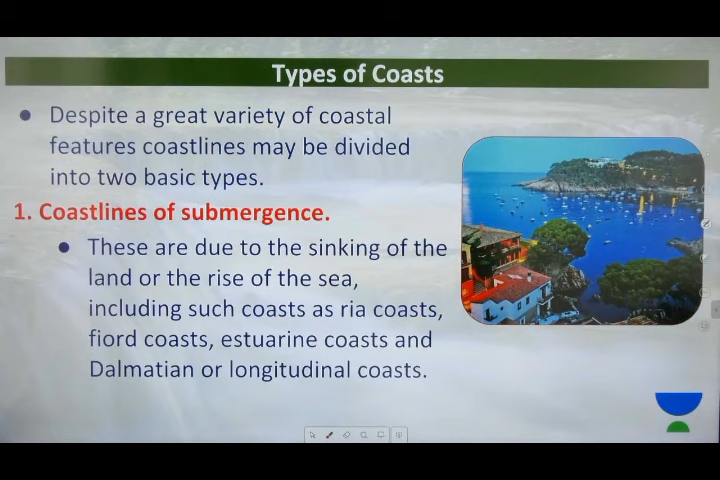 Types of Coasts
● Despite a great variety of coastal
features coastlines may be divided
into two basic types.
1. Coastlines of submergence.
● These are due to the sinking of the
land or the rise of the sea,
including such coasts as ria coasts,
fiord coasts, estuarine coasts and
Dalmatian or longitudinal coasts.